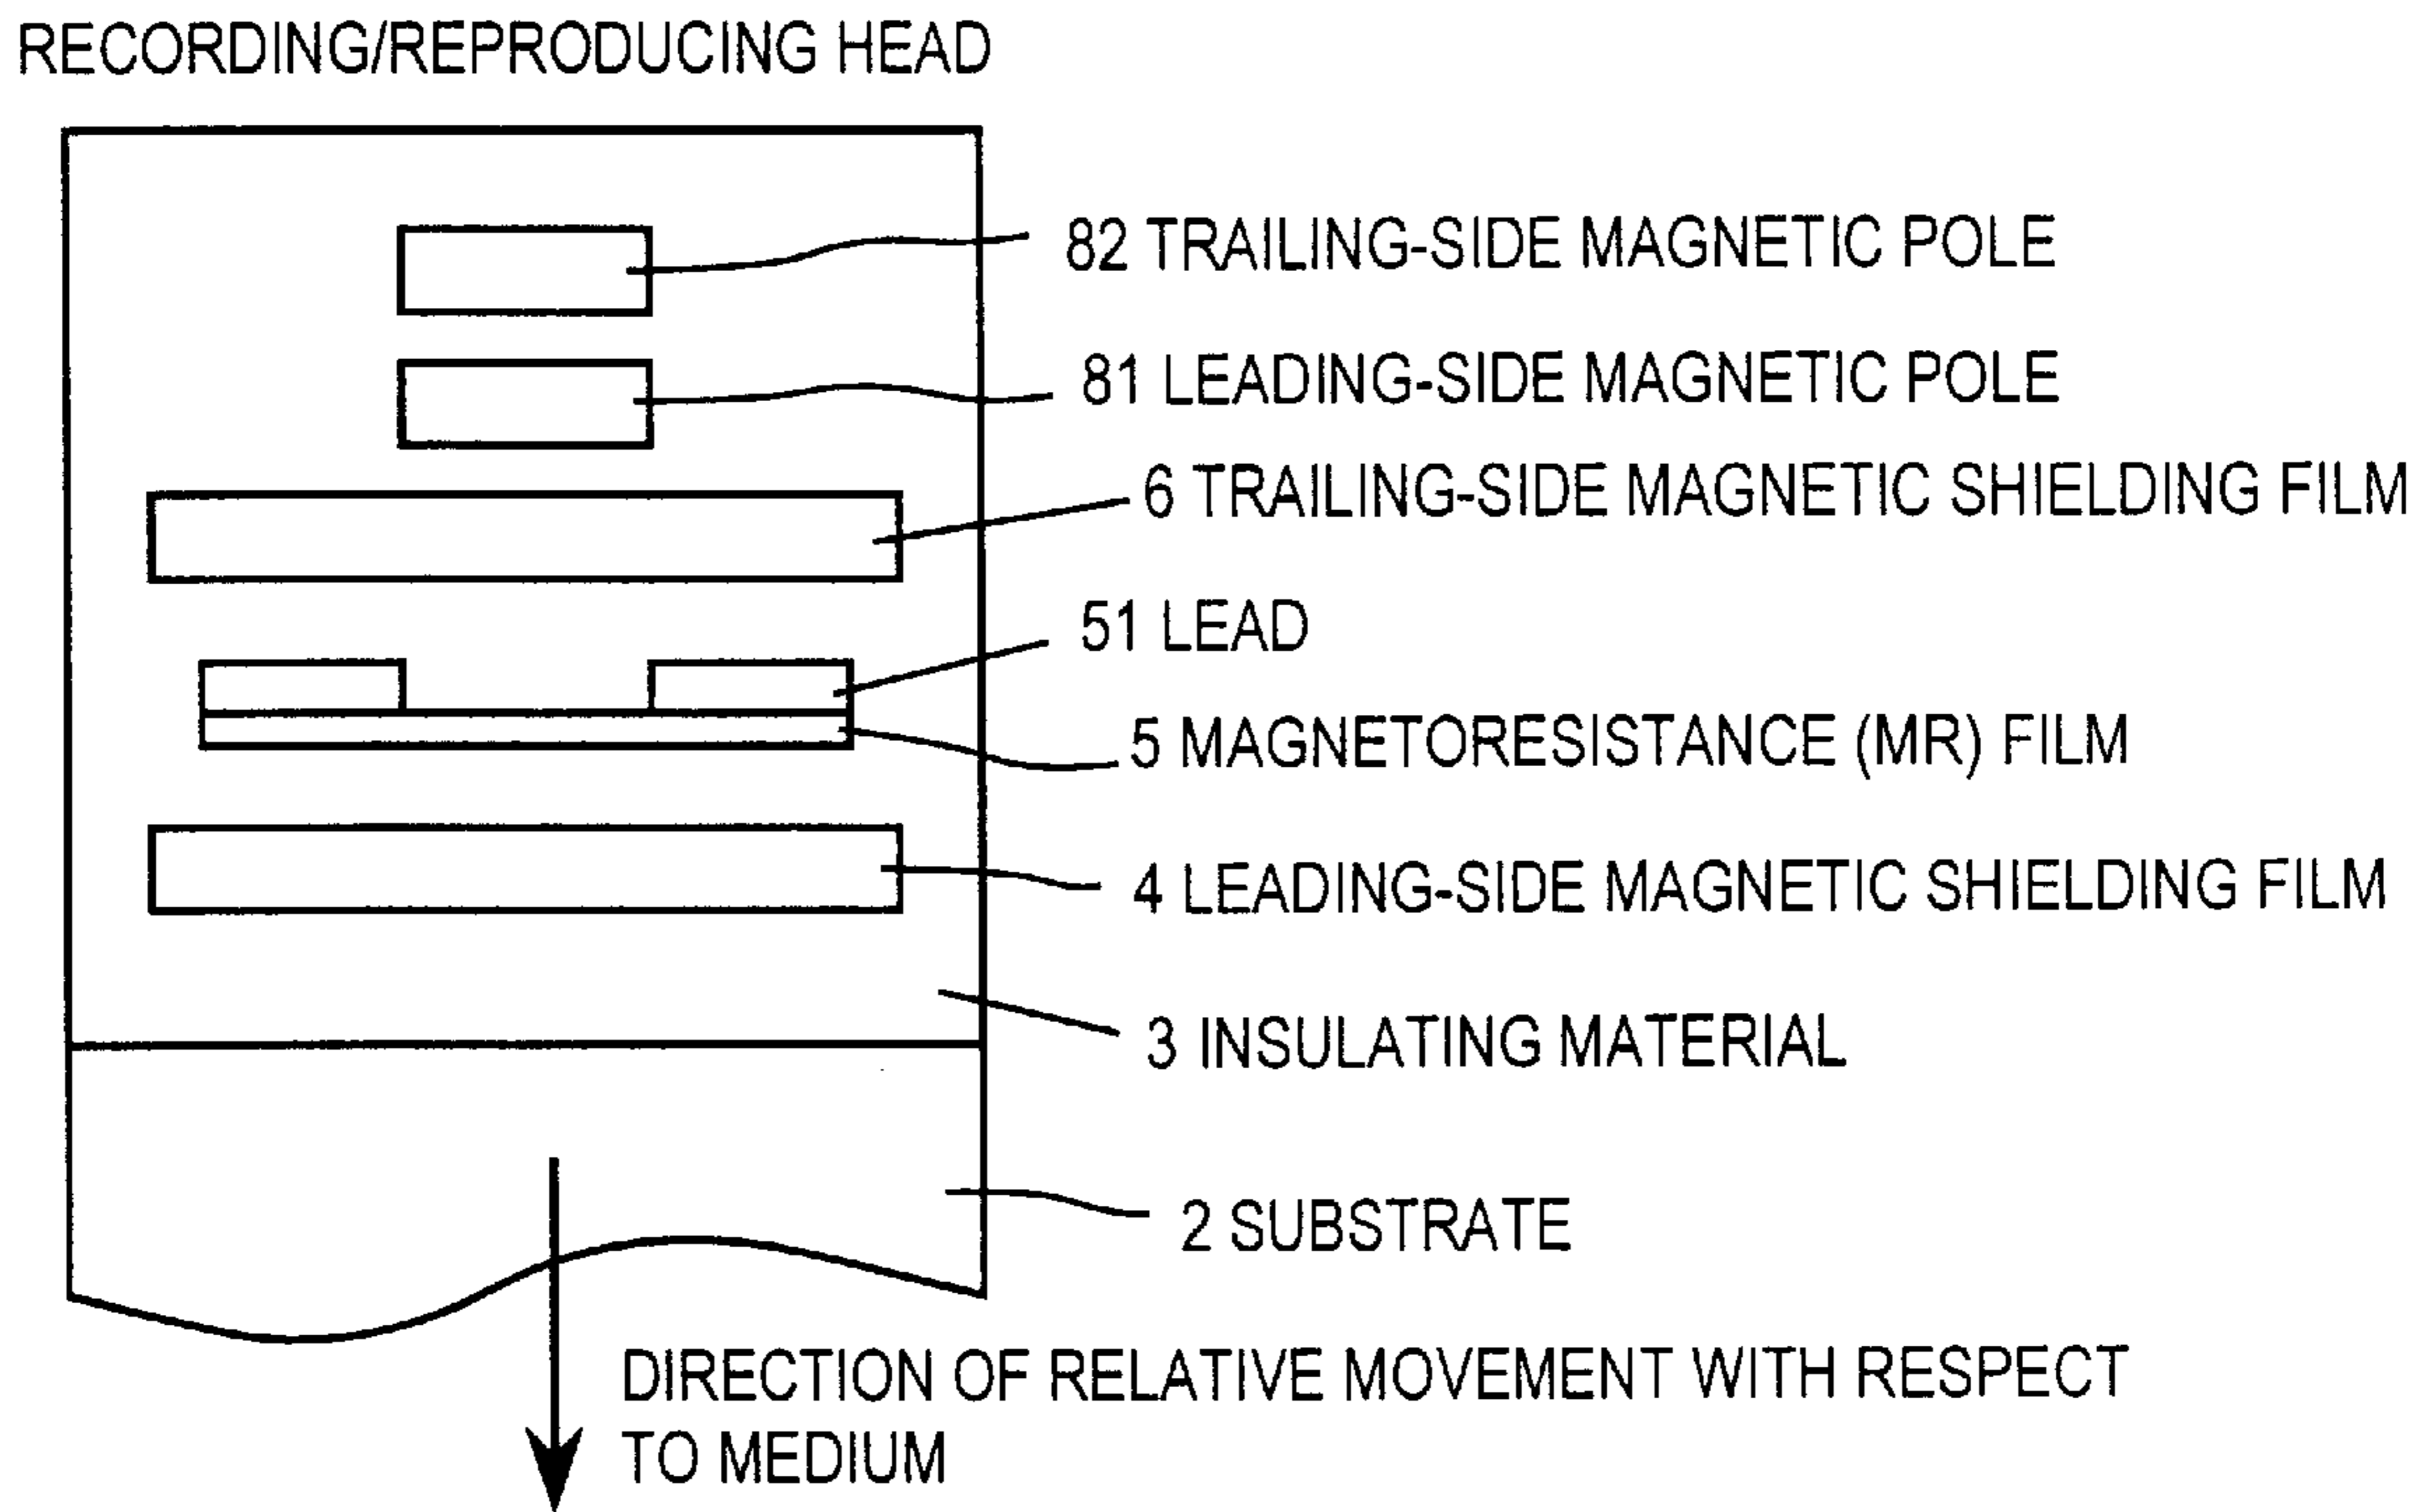 RECORDING/REPRODUCING HEAD
82 TRAILING-SIDE MAGNETIC POLE
81 LEADING-SIDE MAGNETIC POLE
6 TRAILING-SIDE MAGNETIC SHIELDING FILM
51 LEAD
5 MAGNETORESISTANCE (MR) FILM
4 LEADING-SIDE MAGNETIC SHIELDING FILM
3 INSULATING MATERIAL
2 SUBSTRATE
DIRECTION OF RELATIVE MOVEMENT WITH RESPECT
TO MEDIUM